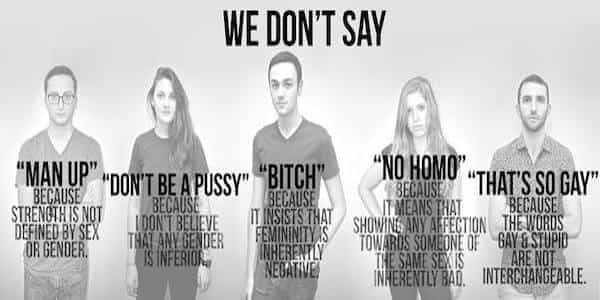 WE DON'T SAY
"MAN UP"
BECAUSE
STRENGTH IS NOT
DEFINED BY SEX
OR GENDER.
"DON'T BE A PUSSY"
BECAUSE
I DON'T BELIEVE
THAT ANY GENDER
IS INFERIOR.
"BITCH"
BECAUSE
IT INSISTS THAT
FEMININITY IS
INHERENTLY
NEGATIVE.
"NO HOMO"
BECAUSE
IT MEANS THAT
SHOWING ANY AFFECTION
TOWARDS SOMEONE OF
THE SAME SEX IS
INHERENTLY BAD.
"THAT'S SO GAY"
BECAUSE
THE WORDS
GAY & STUPID
ARE NOT
INTERCHANGEABLE.